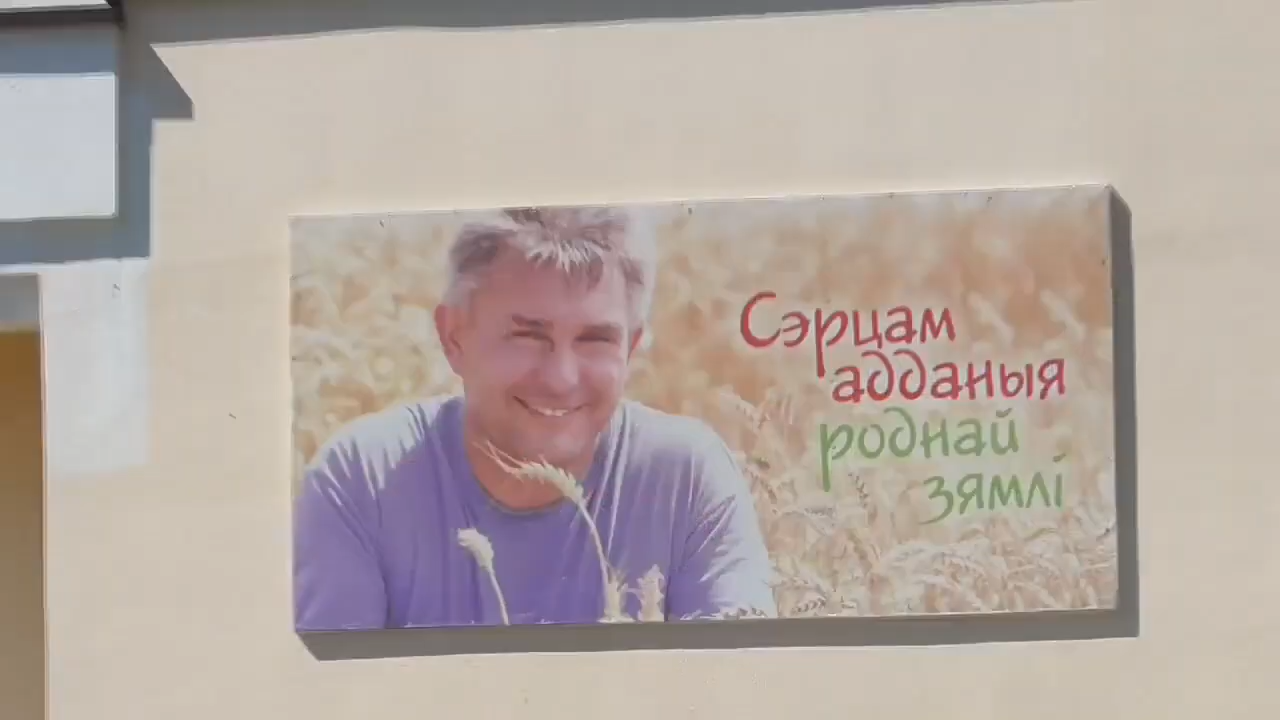 Сэрцам
адданыя
роднай
зямлі